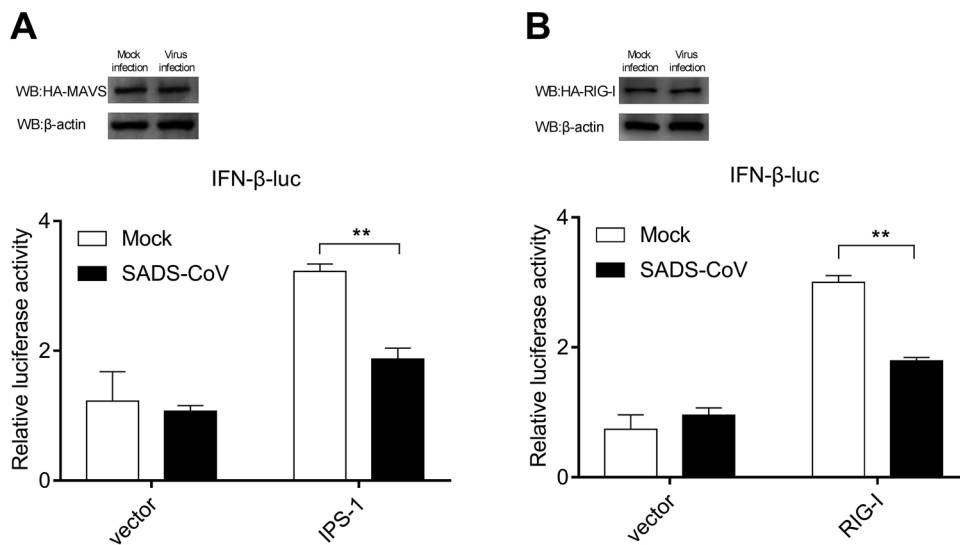 A
Mock infection
Virus infection
WB:HA-MAVS
WB:β-actin
IFN-β-luc
Relative luciferase activity
4
2
0
Mock
SADS-CoV
**
vector
IPS-1
B
Mock infection
Virus infection
WB:HA-RIG-I
WB:β-actin
IFN-β-luc
Relative luciferase activity
4
2
0
Mock
SADS-CoV
**
vector
RIG-I